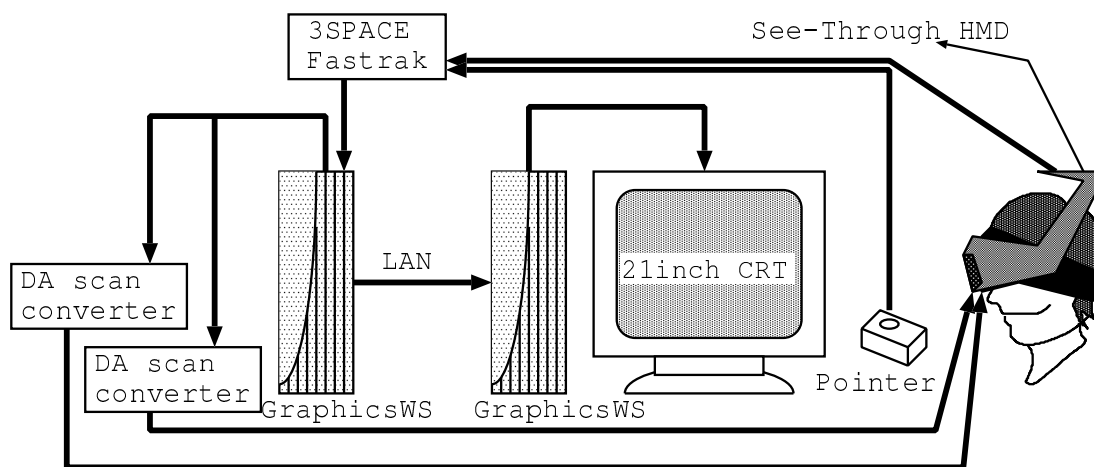 3SPACE
Fastrak
See-Through HMD
LAN
21inch CRT
DA scan
converter
DA scan
converter
Pointer
GraphicsWS
GraphicsWS